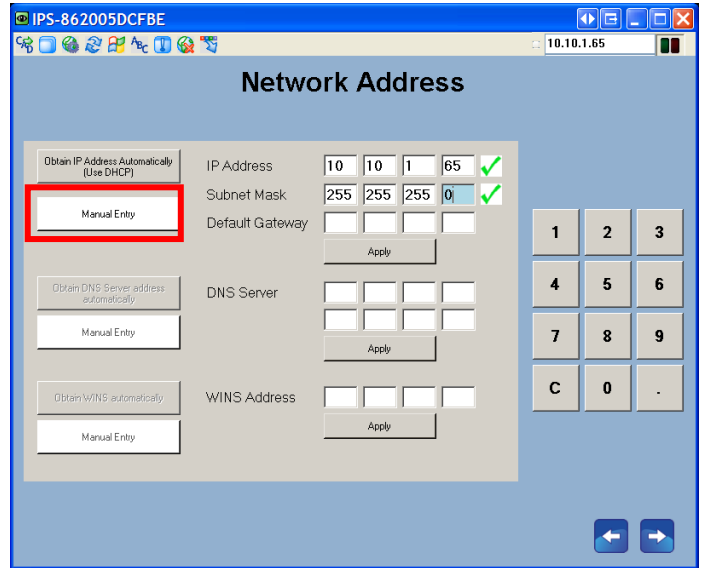 IPS-862005DCFBE
10.10.1.65
Network Address
Obtain IP Address Automatically
(Use DHCP)
IP Address 10 10 1 65
Manual Entry
Subnet Mask 255 255 255 0
Default Gateway
Apply
Obtain DNS Server address
automatically
DNS Server
Manual Entry
Apply
Obtain WINS automatically
WINS Address
Manual Entry
Apply
1 2 3
4 5 6
7 8 9
C 0 .